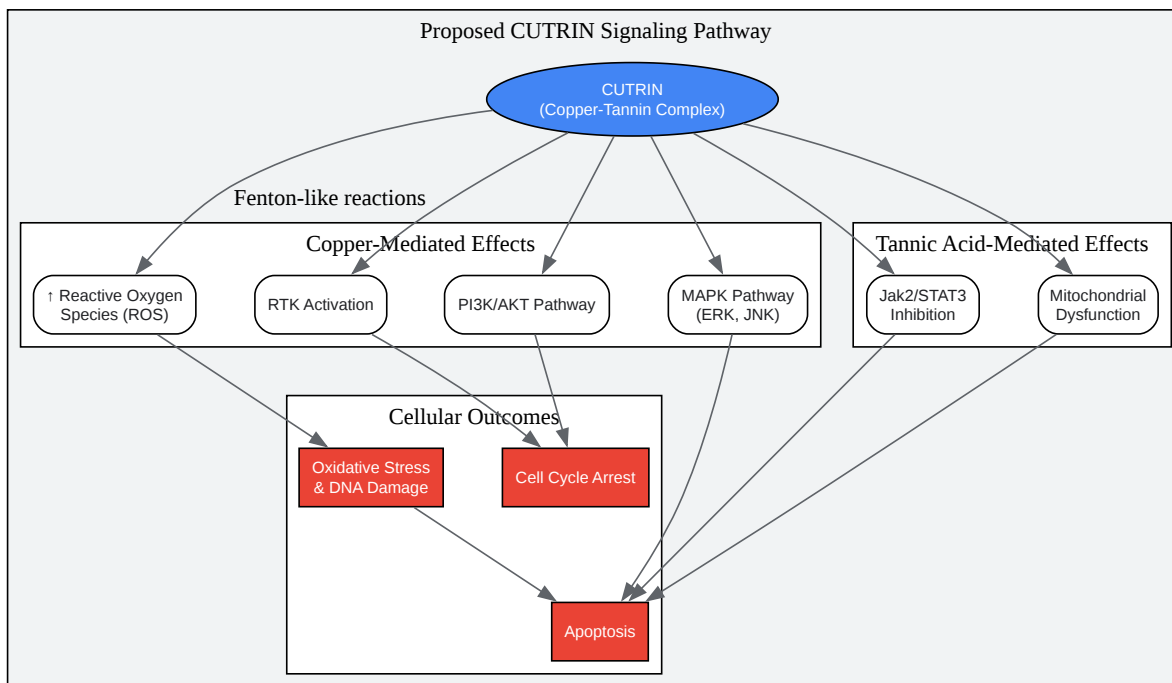 Proposed CUTRIN Signaling Pathway
CUTRIN
(Copper-Tannin Complex)
Fenton-like reactions
Copper-Mediated Effects
Tannic Acid-Mediated Effects
↑ Reactive Oxygen
Species (ROS)
RTK Activation
PI3K/AKT Pathway
MAPK Pathway
(ERK, JNK)
Jak2/STAT3
Inhibition
Mitochondrial
Dysfunction
Cellular Outcomes
Oxidative Stress
& DNA Damage
Cell Cycle Arrest
Apoptosis